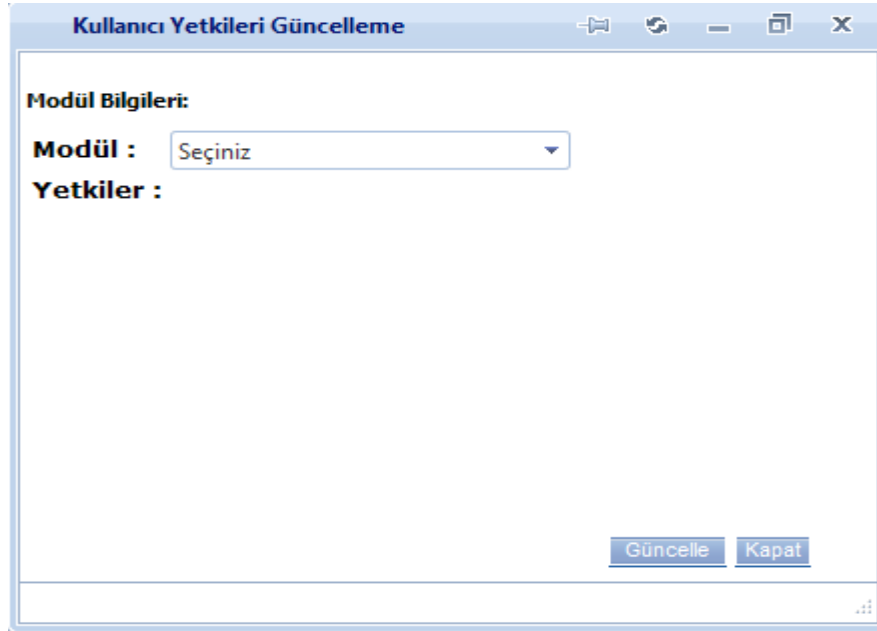 Kullanıcı Yetkileri Güncelleme
Modül Bilgileri:
Modül : Seçiniz
Yetkiler :
Güncelle Kapat